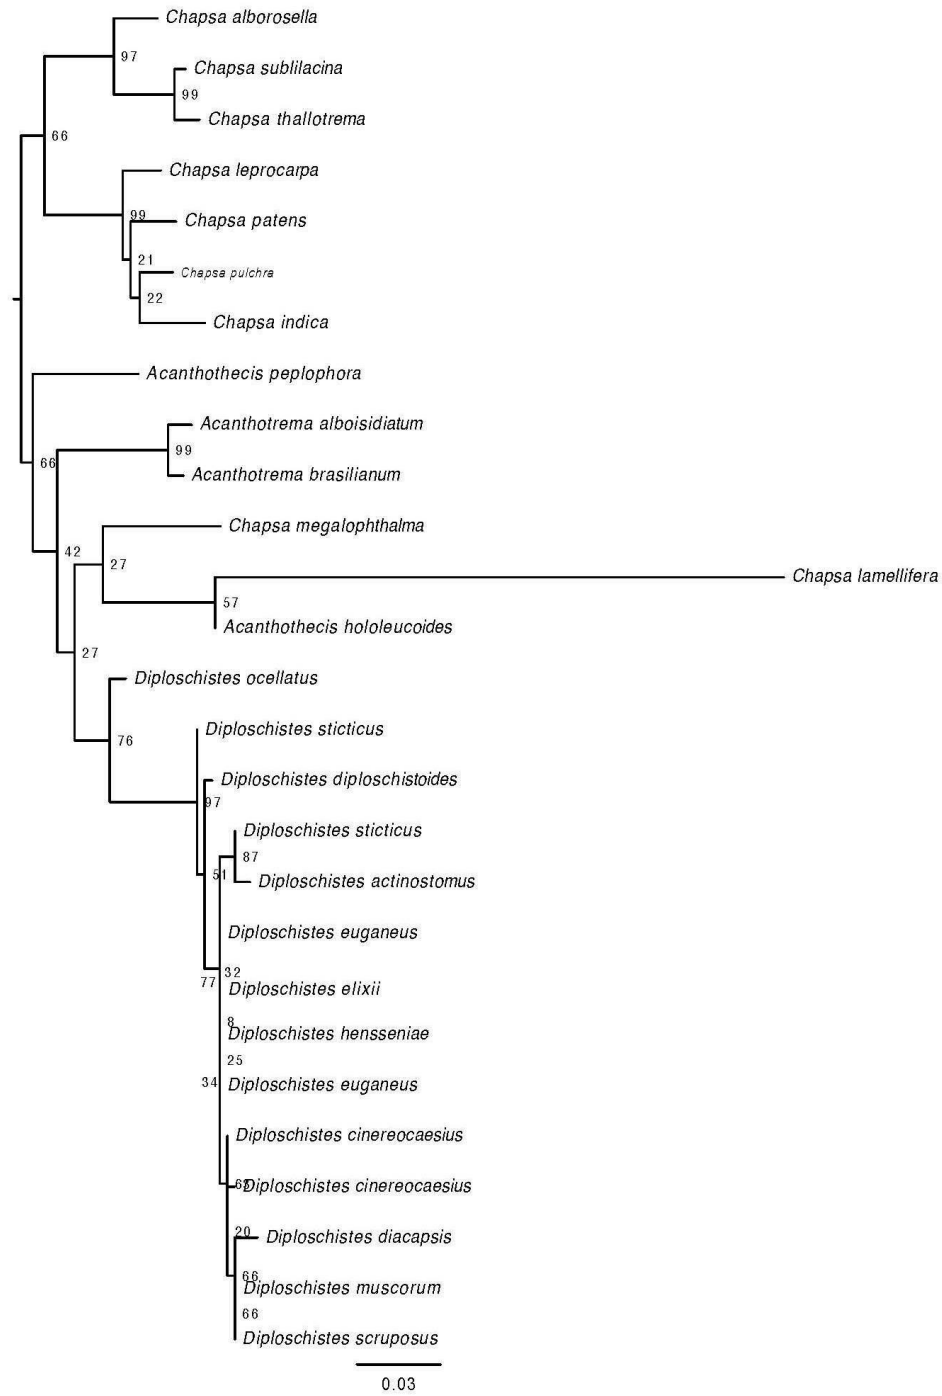 Chapsa alborosella
97
Chapsa sublilacina
99
Chapsa thallotrema
66
Chapsa leprocarpa
99
Chapsa patens
21
Chapsa pulchra
22
Chapsa indica
Acanthothecis peplophora
Acanthotrema alboisidiatum
99
66
Acanthotrema brasilianum
Chapsa megalophthalma
42
27
Chapsa lamellifera
57
Acanthothecis hololeucoides
27
Diploschistes ocellatus
Diploschistes sticticus
76
Diploschistes diploschistoides
97
Diploschistes sticticus
87
51
Diploschistes actinostomus
Diploschistes euganeus
32
77
Diploschistes elixii
8
Diploschistes hensseniae
25
34
Diploschistes euganeus
Diploschistes cinereocaesius
63
Diploschistes cinereocaesius
20
Diploschistes diacapsis
66
Diploschistes muscorum
66
Diploschistes scruposus
0.03